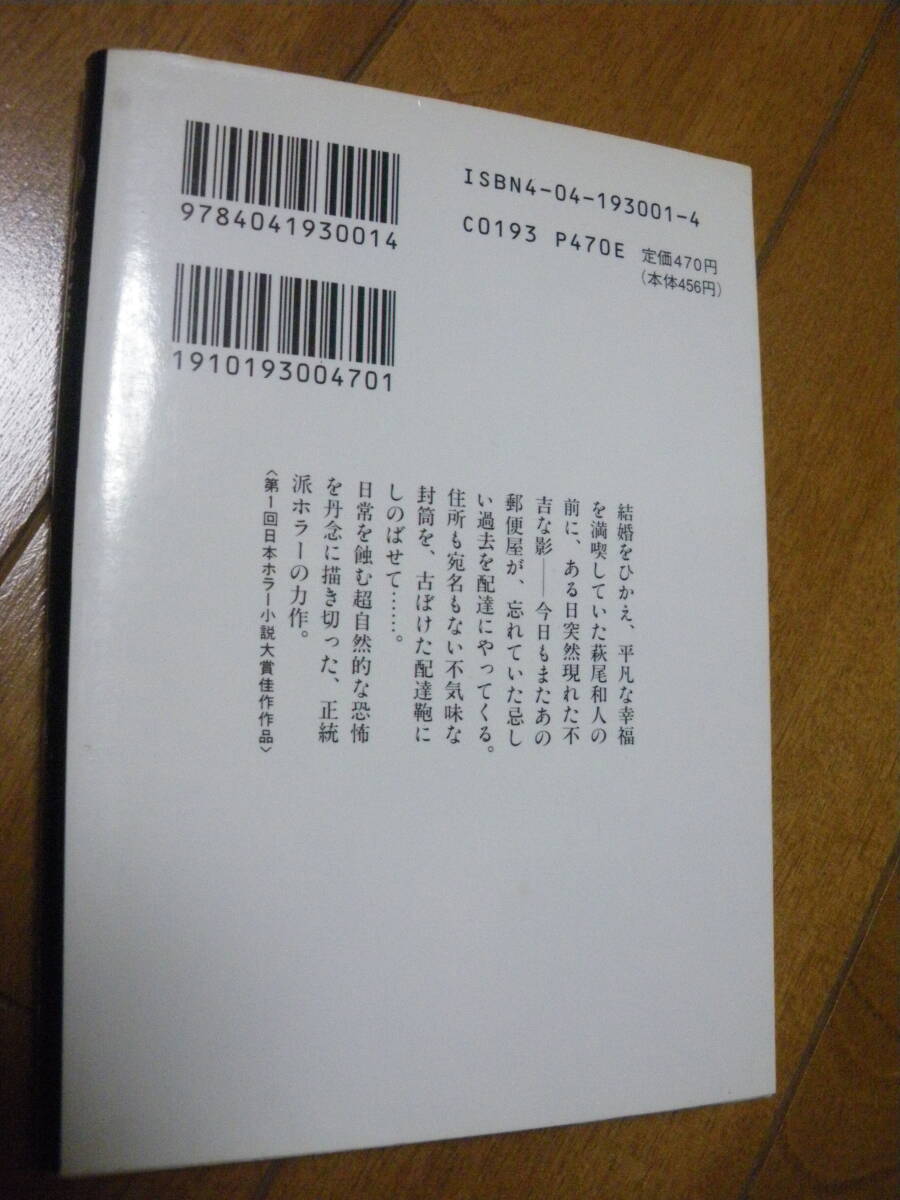 9784041930014
1910193004701
ISBN4-04-193001-4
C0193 P470E
定価470円
(本体456円)
結婚をひかえ、平凡な幸福
を満喫していた萩尾和人の
前に、ある日突然現れた不
吉な影――今日もまたあの
郵便屋が、忘れていた忌し
い過去を配達にやってくる。
住所も宛名もない不気味な
封筒を、古ぼけた配達鞄に
しのばせて……。
日常を蝕む超自然的な恐怖
を丹念に描き切った、正統
派ホラーの力作。
〈第1回日本ホラー小説大賞佳作作品〉